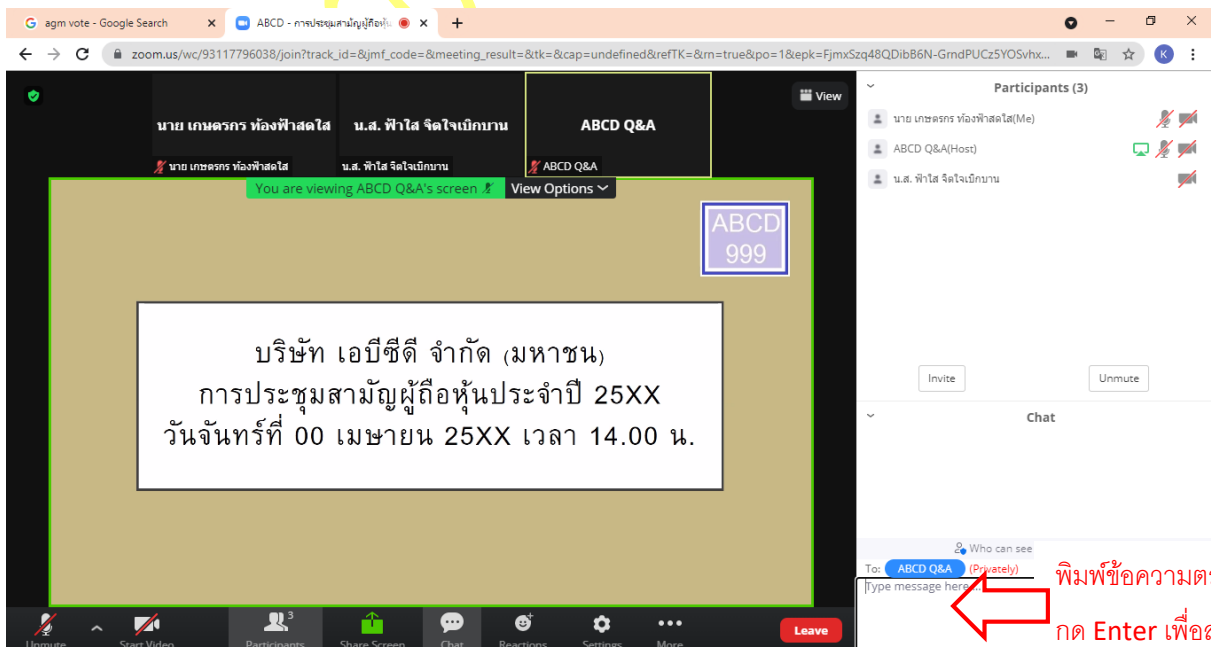 agm vote - Google Search
ABCD - การประชุมสามัญผู้ถือหุ้น
zoom.us/wc/93117796038/join?track_id=&jmf_code=&meeting_result=&tk=&cap=undefined&refTK=&rn=true&po=1&epk=FjmxSzq48QDibB6N-GrndPUCz5YOSvhx...
K
View
นาย เกษตรกร ท้องฟ้าสดใส
น.ส. ฟ้าใส จิตใจเบิกบาน
ABCD Q&A
นาย เกษตรกร ท้องฟ้าสดใส
น.ส. ฟ้าใส จิตใจเบิกบาน
ABCD Q&A
You are viewing ABCD Q&A's screen
View Options
ABCD
999
บริษัท เอบีซีดี จำกัด (มหาชน)
การประชุมสามัญผู้ถือหุ้นประจำปี 25XX
วันจันทร์ที่ 00 เมษายน 25XX เวลา 14.00 น.
Participants (3)
นาย เกษตรกร ท้องฟ้าสดใส(Me)
ABCD Q&A(Host)
น.ส. ฟ้าใส จิตใจเบิกบาน
Invite
Unmute
Chat
Who can see
To: ABCD Q&A (Privately)
Type message here ...
พิมพ์ข้อความตร
กด Enter เพื่อส
Unmute
Start Video
Participants
3
Share Screen
Chat
Reactions
Settings
More
Leave